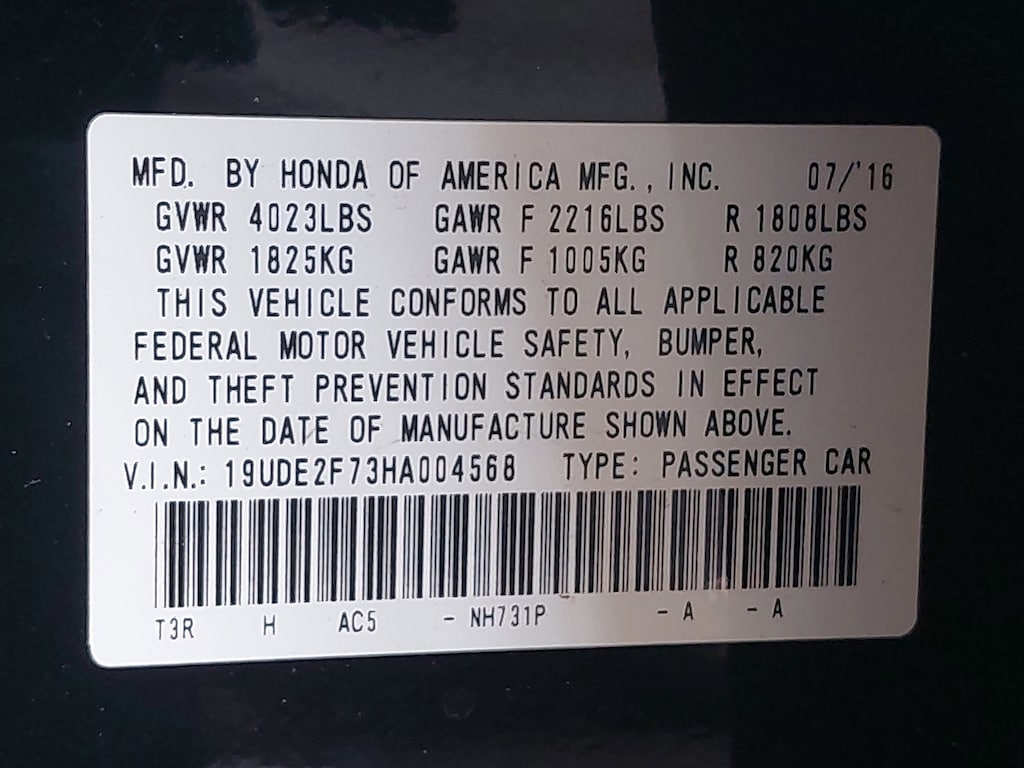 MFD. BY HONDA OF AMERICA MFG., INC. 07/'16
GVWR 4023LBS GAWR F 2216LBS R 1808LBS
GVWR 1825KG GAWR F 1005KG R 820KG
THIS VEHICLE CONFORMS TO ALL APPLICABLE
FEDERAL MOTOR VEHICLE SAFETY, BUMPER,
AND THEFT PREVENTION STANDARDS IN EFFECT
ON THE DATE OF MANUFACTURE SHOWN ABOVE.
V.I.N.: 19UDE2F73HA004568 TYPE: PASSENGER CAR
T3R H AC5 - NH731P - A - A